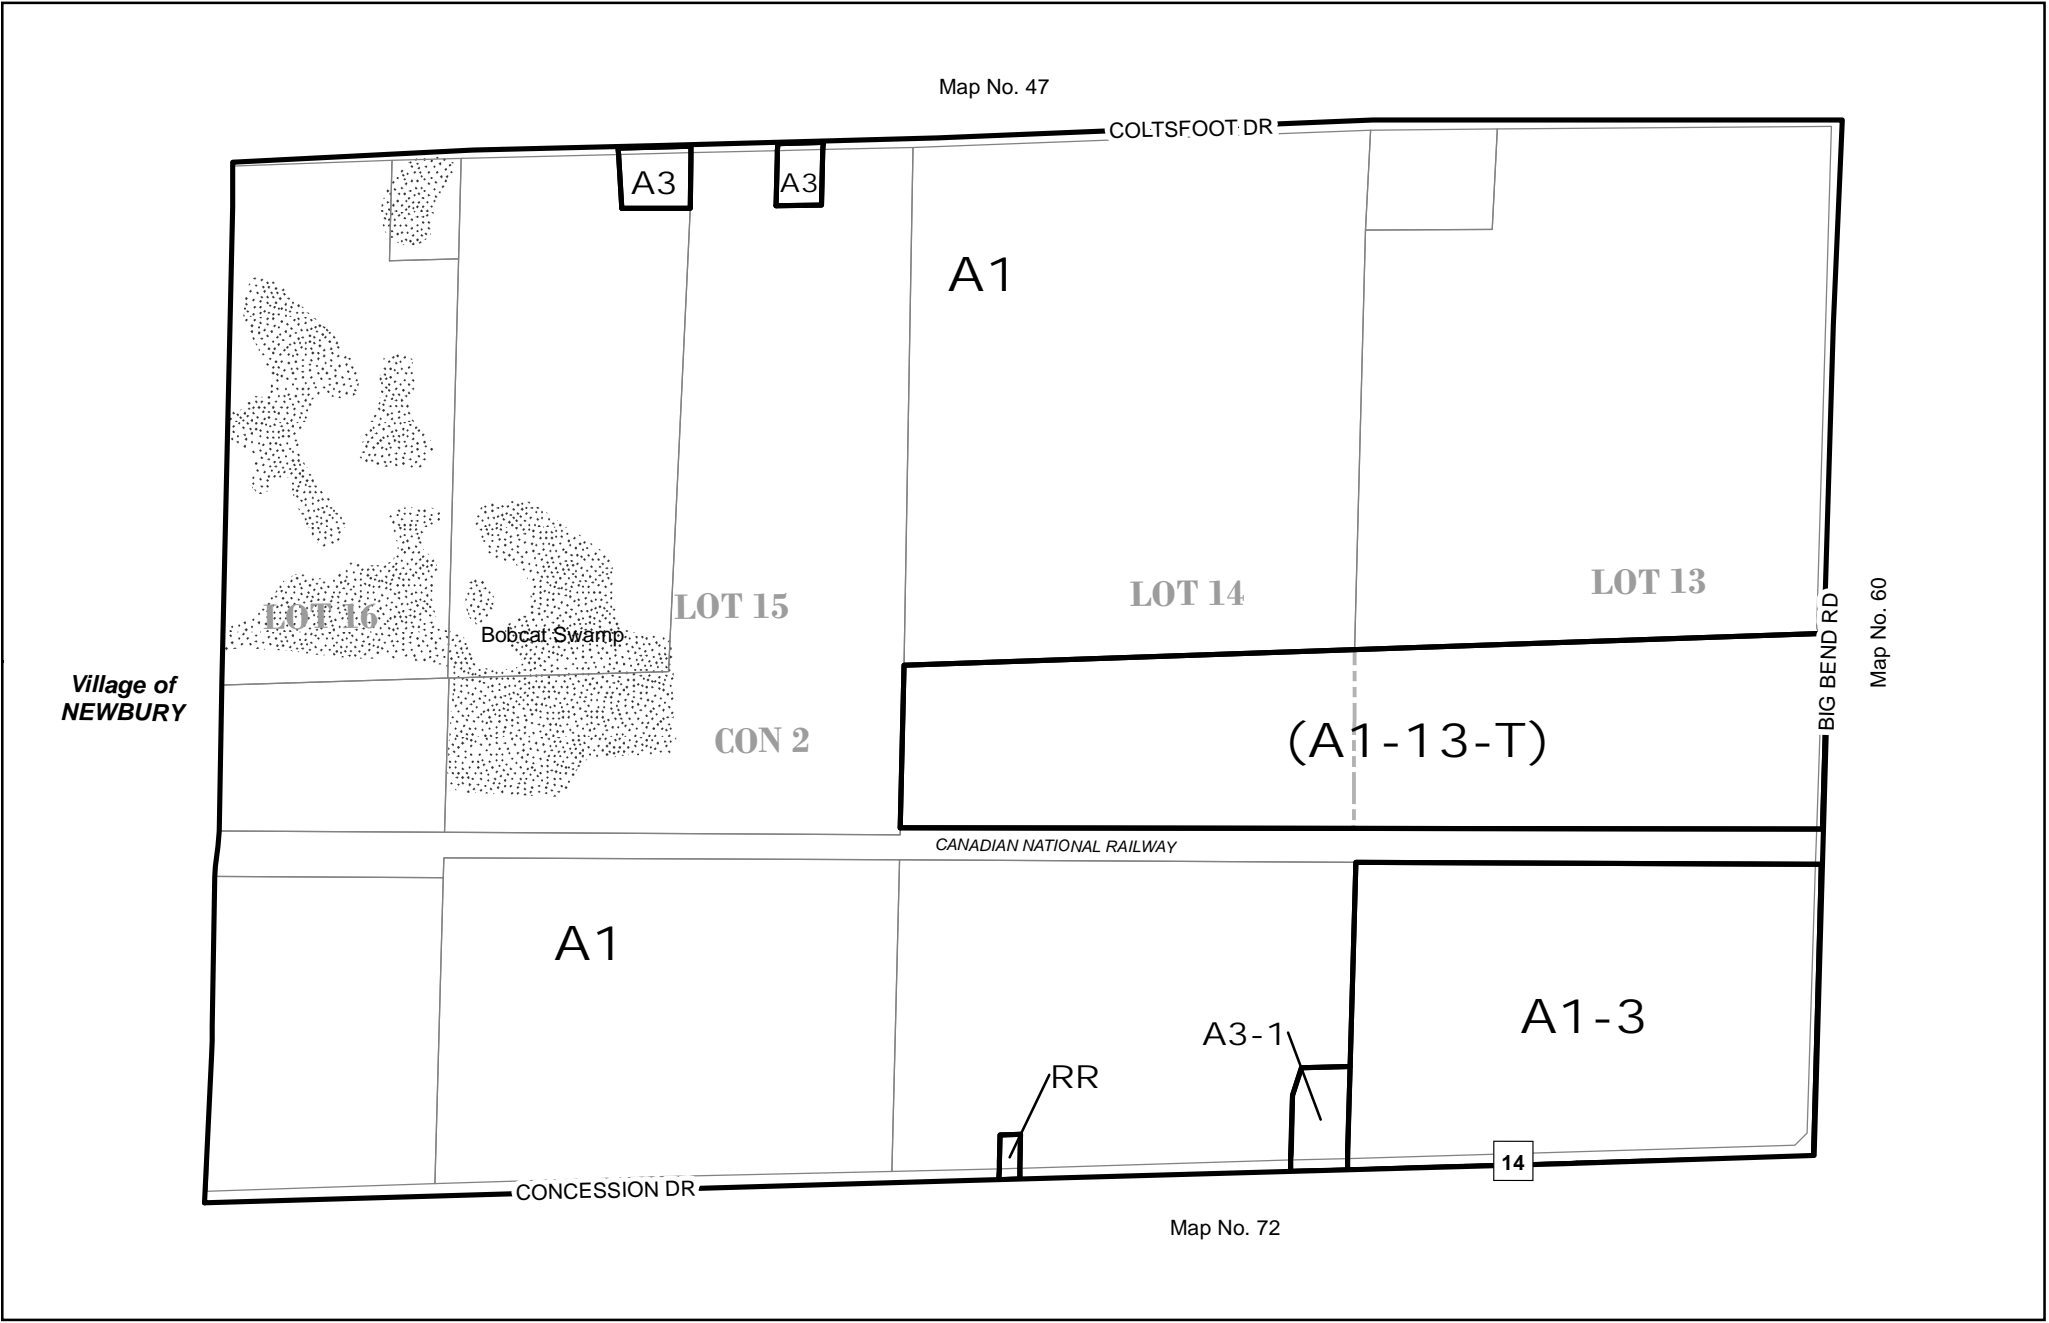 Map No. 47
COLTSFOOT DR
A3
A3
A1
LOT 16
LOT 15
LOT 14
LOT 13
Bobcat Swamp
BIG BEND RD
Map No. 60
Village of
NEWBURY
CON 2
(A1-13-T)
CANADIAN NATIONAL RAILWAY
A1
A1-3
A3-1
RR
14
CONCESSION DR
Map No. 72